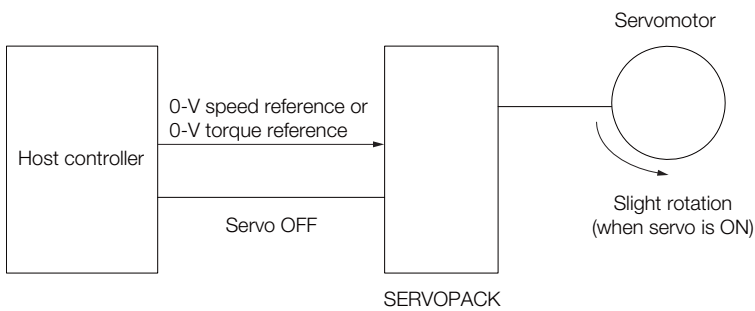 Servomotor
0-V speed reference or
0-V torque reference
Host controller
Servo OFF
Slight rotation
(when servo is ON)
SERVOPACK